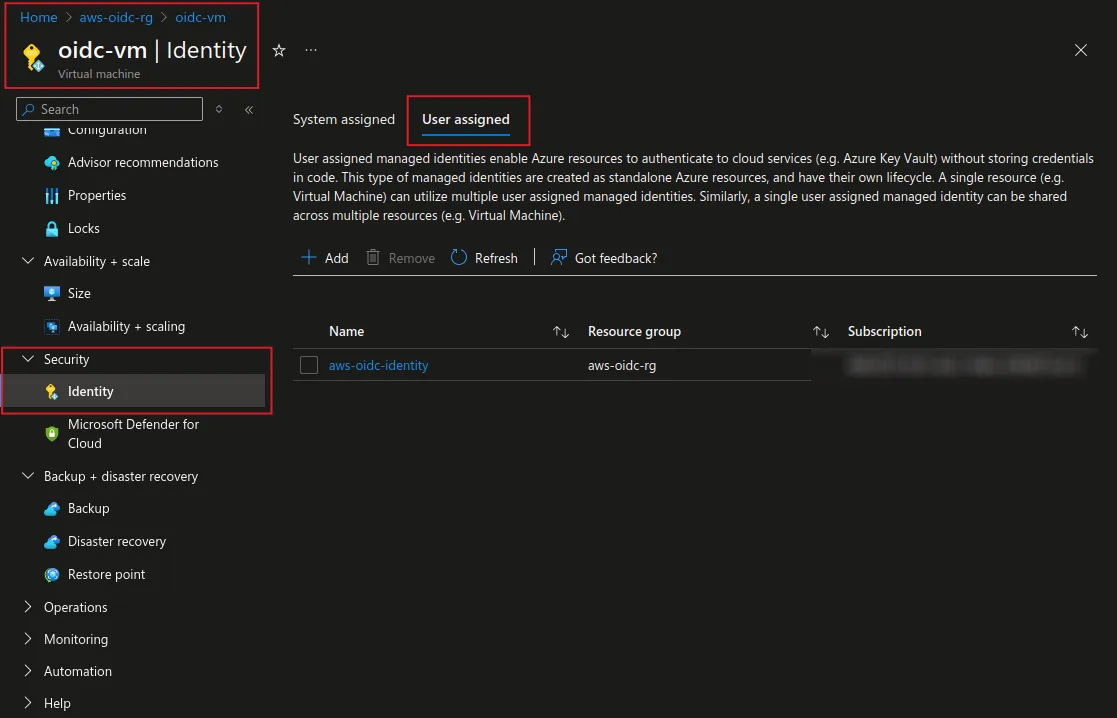 Home > aws-oidc-rg > oidc-vm
oidc-vm | Identity
Virtual machine
Search
Configuration
Advisor recommendations
Properties
Locks
Availability + scale
Size
Availability + scaling
Security
Identity
Microsoft Defender for
Cloud
Backup + disaster recovery
Backup
Disaster recovery
Restore point
Operations
Monitoring
Automation
Help
System assigned User assigned
User assigned managed identities enable Azure resources to authenticate to cloud services (e.g. Azure Key Vault) without storing credentials
in code. This type of managed identities are created as standalone Azure resources, and have their own lifecycle. A single resource (e.g.
Virtual Machine) can utilize multiple user assigned managed identities. Similarly, a single user assigned managed identity can be shared
across multiple resources (e.g. Virtual Machine).
Add Remove Refresh | Got feedback?
Name Resource group Subscription
aws-oidc-identity aws-oidc-rg